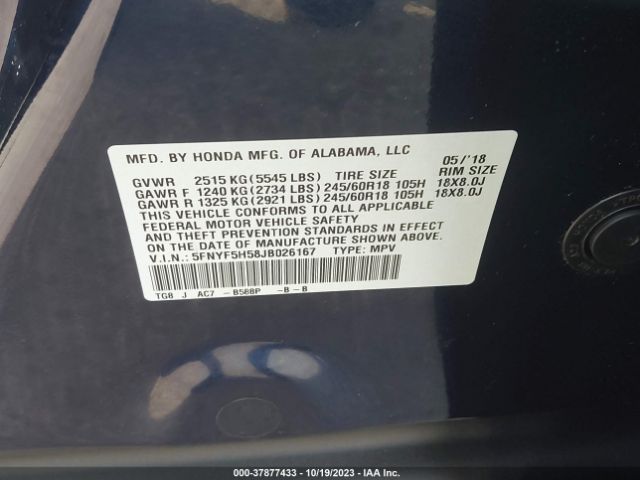 MFD. BY HONDA MFG. OF ALABAMA, LLC 05/'18
GVWR 2515 KG(5545 LBS) TIRE SIZE RIM SIZE
GAWR F 1240 KG(2734 LBS)245/60R18 105H 18X8.0J
GAWR R 1325 KG(2921 LBS)245/60R18 105H 18X8.0J
THIS VEHICLE CONFORMS TO ALL APPLICABLE
FEDERAL MOTOR VEHICLE SAFETY
AND THEFT PREVENTION STANDARDS IN EFFECT
ON THE DATE OF MANUFACTURE SHOWN ABOVE.
V.I.N.: 5FNYF5H58JB026167 TYPE: MPV
TG8 J AC7 -B588P -B-B
000-37877433 - 10/19/2023 - IAA Inc.